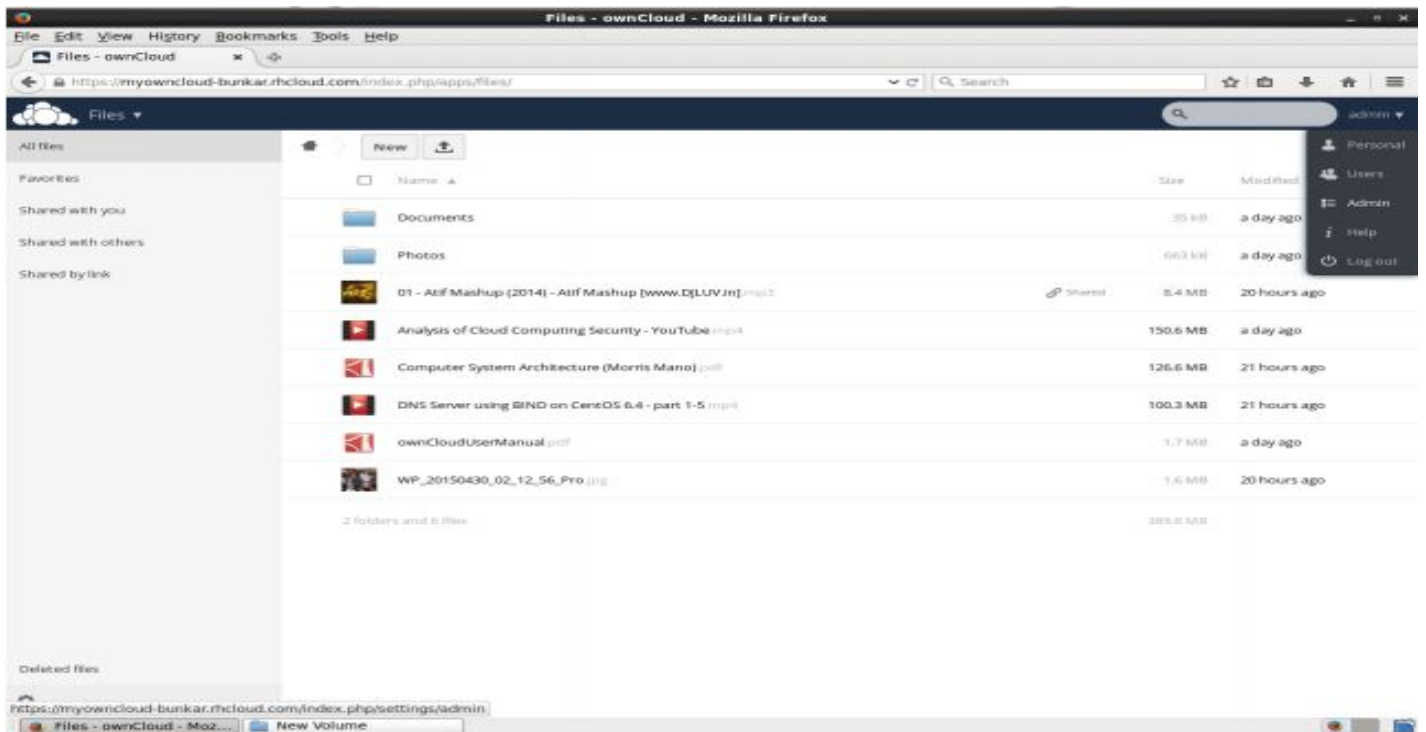 Files - ownCloud - Mozilla Firefox
File Edit View History Bookmarks Tools Help
Files - ownCloud
https://myowncloud-bunkar.rhcloud.com/index.php/apps/files/
Search
Files
admin
All files
Favorites
Shared with you
Shared with others
Shared by link
Deleted files
New
Personal
Users
Admin
Help
Log out
Name Size Modified
Documents 35 kB a day ago
Photos 663 kB a day ago
01 - Atif Mashup (2014) - Atif Mashup [www.DJLUV.in].mp3 Shared 8.4 MB 20 hours ago
Analysis of Cloud Computing Security - YouTube.mp4 150.6 MB a day ago
Computer System Architecture (Morris Mano).pdf 126.6 MB 21 hours ago
DNS Server using BIND on CentOS 6.4 - part 1-5.mp4 100.3 MB 21 hours ago
ownCloudUserManual.pdf 1.7 MB a day ago
WP_20150430_02_12_56_Pro.jpg 1.6 MB 20 hours ago
2 folders and files 389.8 MB
https://myowncloud-bunkar.rhcloud.com/index.php/settings/admin
Files - ownCloud - Moz...
New Volume